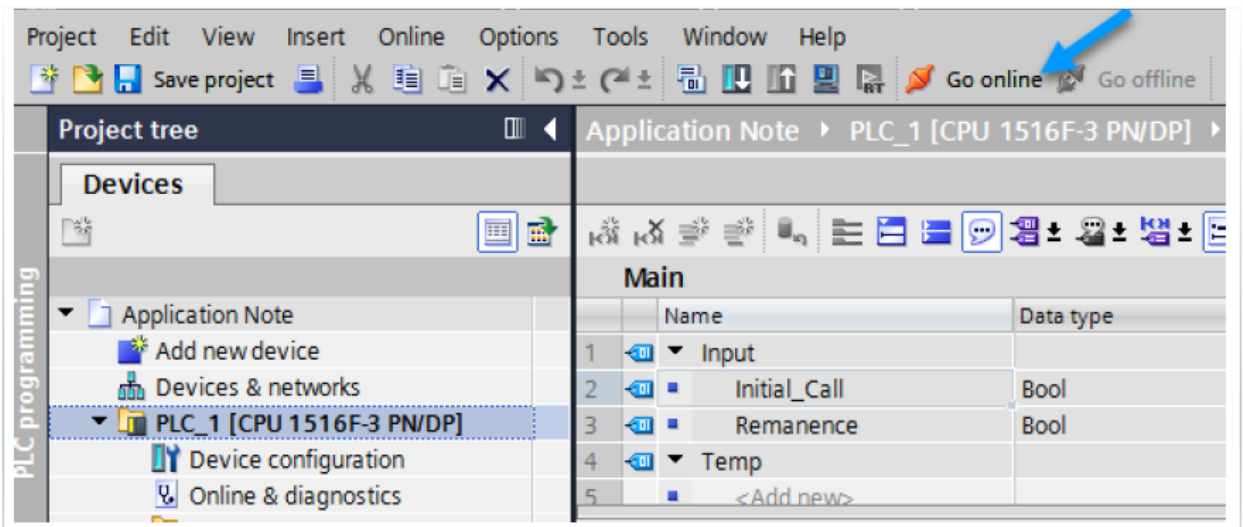 Project Edit View Insert Online Options Tools Window Help
Save project Go online Go offline
Project tree
Application Note PLC_1 [CPU 1516F-3 PN/DP]
Devices
PLC programming
Main
Name Data type
Application Note
Add new device
Devices & networks
PLC_1 [CPU 1516F-3 PN/DP]
Device configuration
Online & diagnostics
1 Input
2 Initial_Call Bool
3 Remanence Bool
4 Temp
5 <Add new>